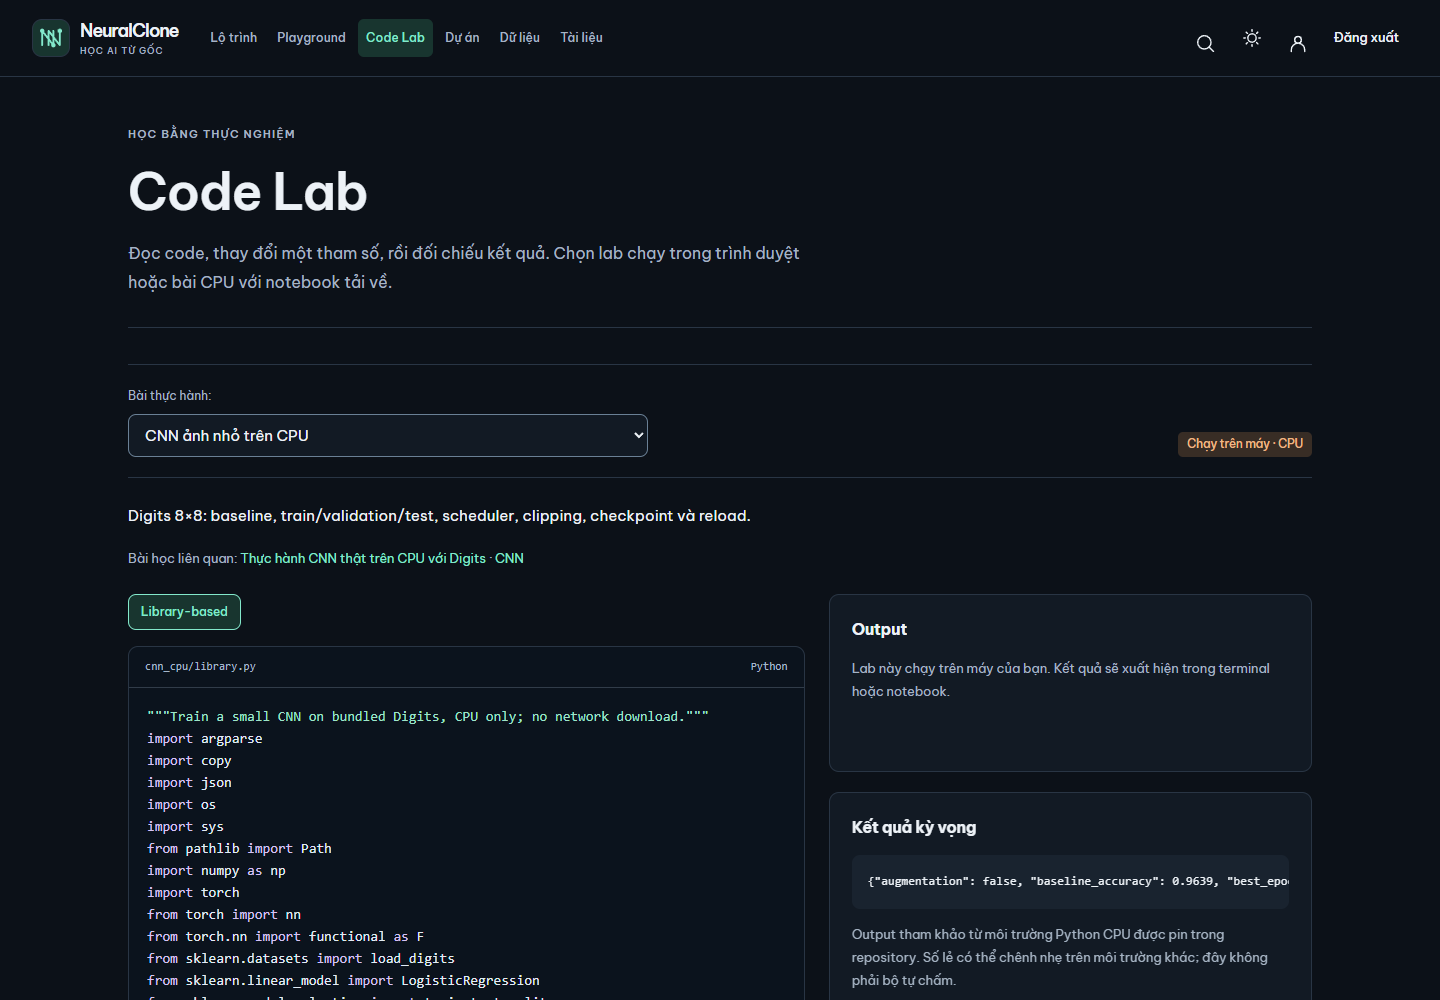 NeuralClone
HỌC AI TỪ GỐC
Lộ trình
Playground
Code Lab
Dự án
Dữ liệu
Tài liệu
Đăng xuất
HỌC BẰNG THỰC NGHIỆM
Code Lab
Đọc code, thay đổi một tham số, rồi đối chiếu kết quả. Chọn lab chạy trong trình duyệt
hoặc bài CPU với notebook tải về.
Bài thực hành:
CNN ảnh nhỏ trên CPU
Chạy trên máy · CPU
Digits 8×8: baseline, train/validation/test, scheduler, clipping, checkpoint và reload.
Bài học liên quan: Thực hành CNN thật trên CPU với Digits · CNN
Library-based
cnn_cpu/library.py
Python
"""Train a small CNN on bundled Digits, CPU only; no network download."""
import argparse
import copy
import json
import os
import sys
from pathlib import Path
import numpy as np
import torch
from torch import nn
from torch.nn import functional as F
from sklearn.datasets import load_digits
from sklearn.linear_model import LogisticRegression
Output
Lab này chạy trên máy của bạn. Kết quả sẽ xuất hiện trong terminal
hoặc notebook.
Kết quả kỳ vọng
{"augmentation": false, "baseline_accuracy": 0.9639, "best_epo
Output tham khảo từ môi trường Python CPU được pin trong
repository. Số lẻ có thể chênh nhẹ trên môi trường khác; đây không
phải bộ tự chấm.